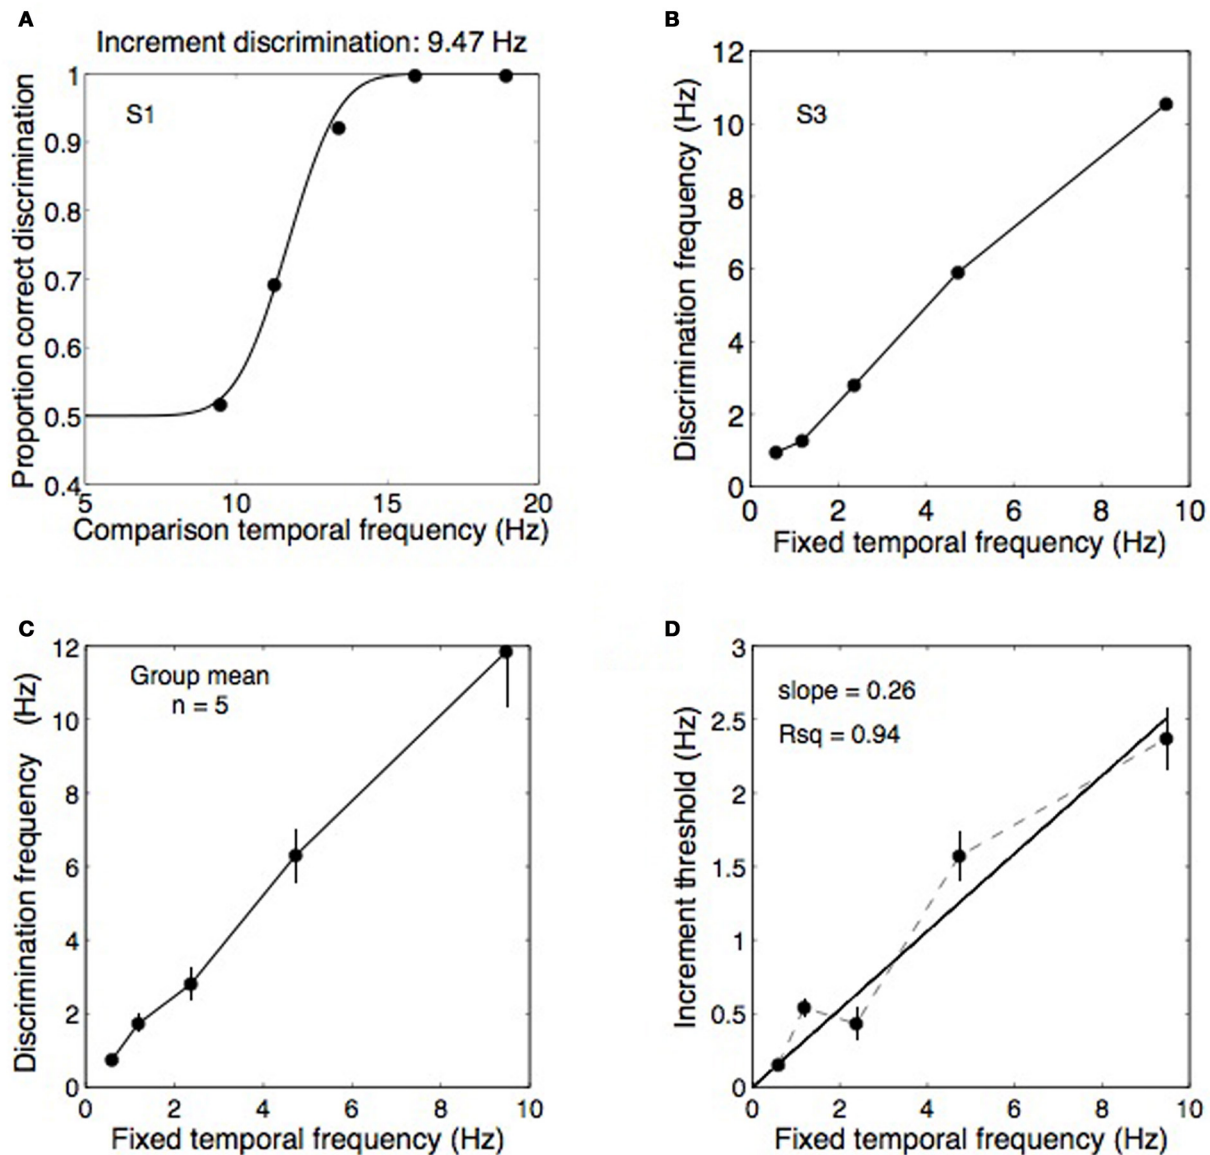 A
Increment discrimination: 9.47 Hz
S1
Proportion correct discrimination
1
0.9
0.8
0.7
0.6
0.5
0.4
5
10
15
20
Comparison temporal frequency (Hz)
B
S3
Discrimination frequency (Hz)
12
10
8
6
4
2
0
0
2
4
6
8
10
Fixed temporal frequency (Hz)
C
Group mean
n = 5
Discrimination frequency (Hz)
12
10
8
6
4
2
0
0
2
4
6
8
10
Fixed temporal frequency (Hz)
D
slope = 0.26
Rsq = 0.94
Increment threshold (Hz)
3
2.5
2
1.5
1
0.5
0
0
2
4
6
8
10
Fixed temporal frequency (Hz)